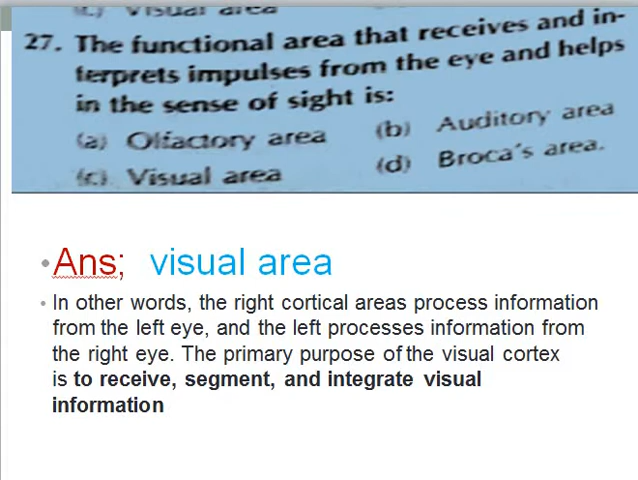 (c) Visual area
27. The functional area that receives and in-
terprets impulses from the eye and helps
in the sense of sight is:
(a) Olfactory area (b) Auditory area
(c) Visual area (d) Broca's area.
• Ans; visual area
• In other words, the right cortical areas process information
from the left eye, and the left processes information from
the right eye. The primary purpose of the visual cortex
is to receive, segment, and integrate visual
information